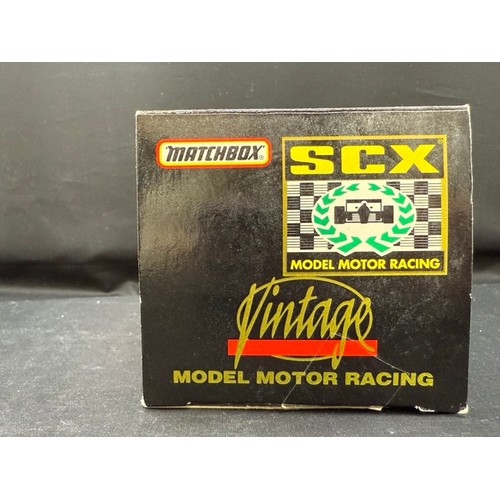 MATCHBOX®
SCX
MODEL MOTOR RACING
Vintage
MODEL MOTOR RACING